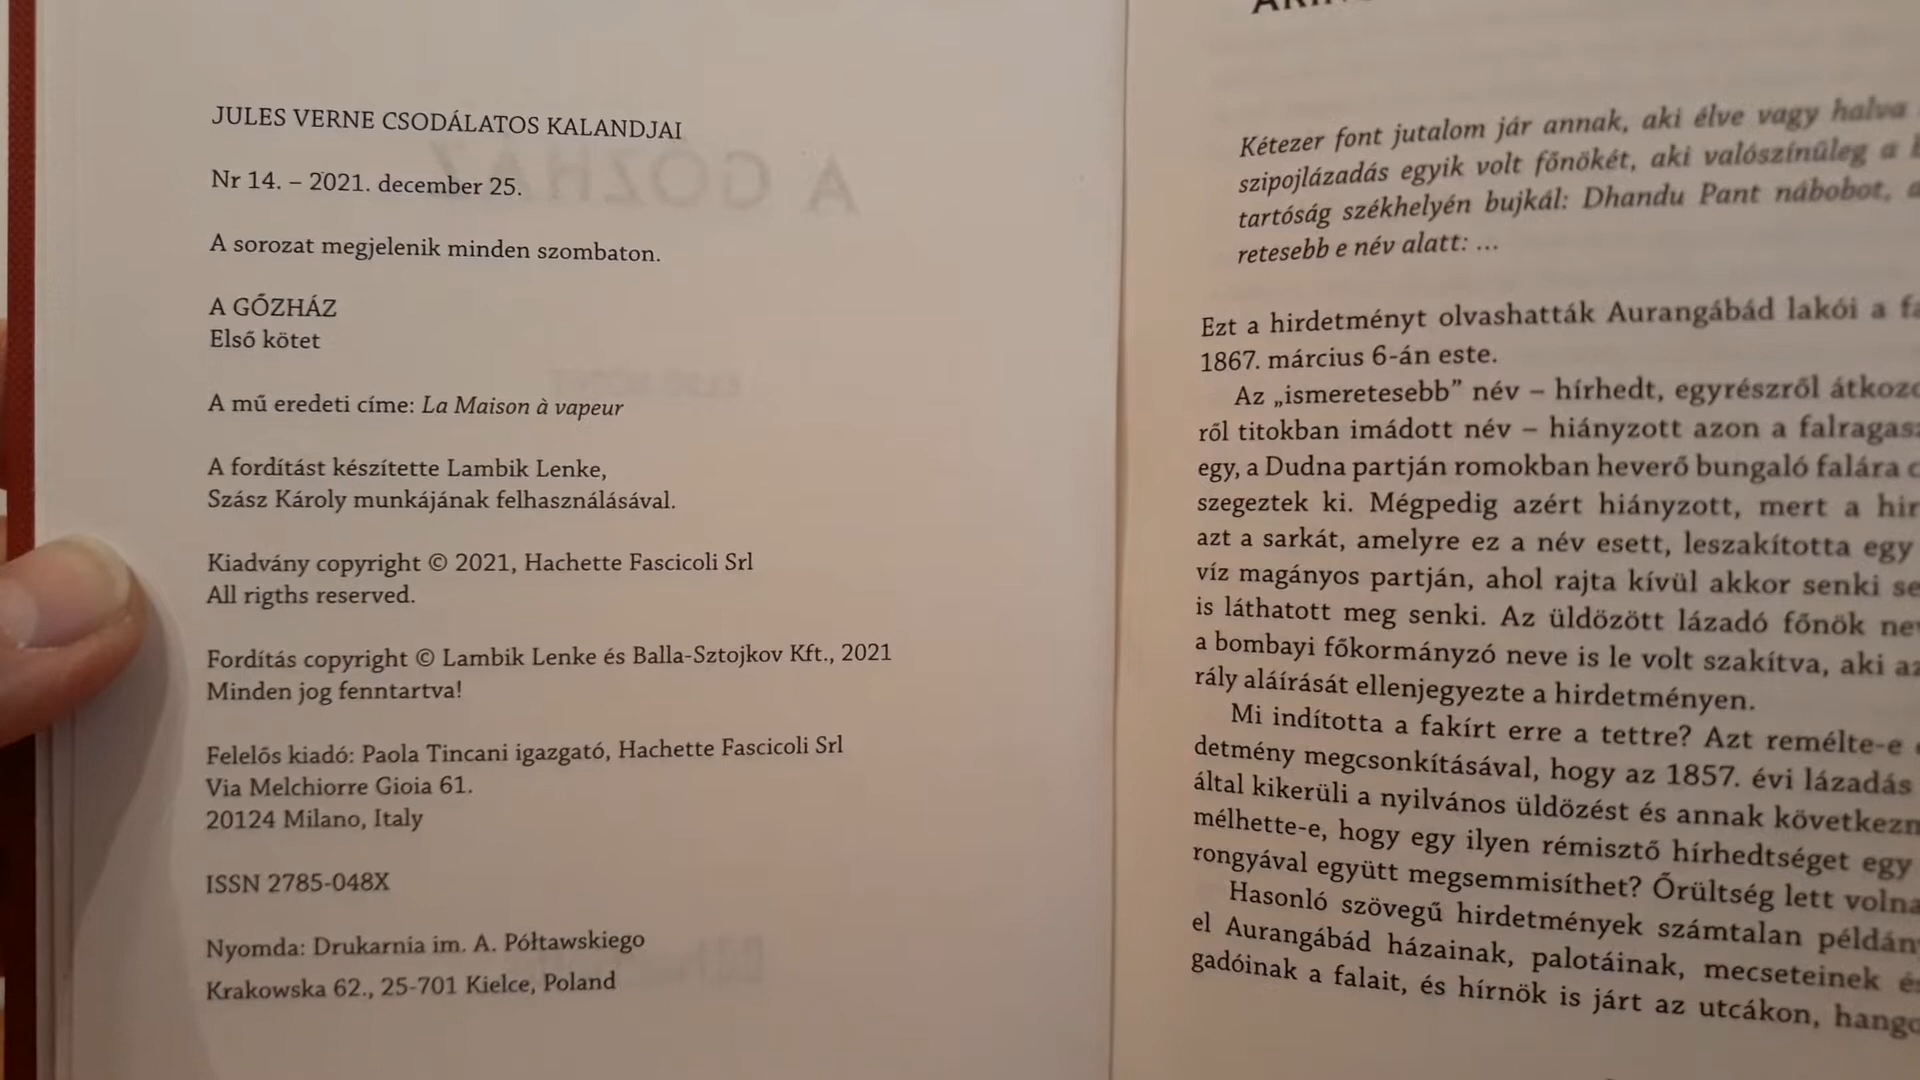 JULES VERNE CSODÁLATOS KALANDJAI
Nr 14. – 2021. december 25.
A sorozat megjelenik minden szombaton.
A GŐZHÁZ
Első kötet
A mű eredeti címe: La Maison à vapeur
A fordítást készítette Lambik Lenke,
Szász Károly munkájának felhasználásával.
Kiadvány copyright © 2021, Hachette Fascicoli Srl
All rigths reserved.
Fordítás copyright © Lambik Lenke és Balla-Sztojkov Kft., 2021
Minden jog fenntartva!
Felelős kiadó: Paola Tincani igazgató, Hachette Fascicoli Srl
Via Melchiorre Gioia 61.
20124 Milano, Italy
ISSN 2785-048X
Nyomda: Drukarnia im. A. Półtawskiego
Krakowska 62., 25-701 Kielce, Poland
Kétezer font jutalom jár annak, aki élve vagy halva
szipojlázadás egyik volt főnökét, aki valószínűleg a
tartóság székhelyén bujkál: Dhandu Pant nábobot,
retesebb e név alatt: ...
Ezt a hirdetményt olvashatták Aurangábád lakói a
1867. március 6-án este.
Az „ismeretesebb” név – hírhedt, egyrészről
ről titokban imádott név – hiányzott azon a
egy, a Dudna partján romokban heverő bungaló falára
szegeztek ki. Mégpedig azért hiányzott, mert a
azt a sarkát, amelyre ez a név esett, leszakította egy
víz magányos partján, ahol rajta kívül akkor senki
is láthatott meg senki. Az üldözött lázadó főnök
a bombayi főkormányzó neve is le volt szakítva, aki
rály aláírását ellenjegyezte a hirdetményen.
Mi indította a fakírt erre a tettre? Azt remélte-e
detmény megcsonkításával, hogy az 1857. évi lázadás
által kikerüli a nyilvános üldözést és annak
mélhette-e, hogy egy ilyen rémisztő hírhedtséget egy
rongyával együtt megsemmisíthet? Őrültség lett
Hasonló szövegű hirdetmények számtalan
el Aurangábád házainak, palotáinak, mecseteinek
gadóinak a falait, és hírnök is járt az utcákon,